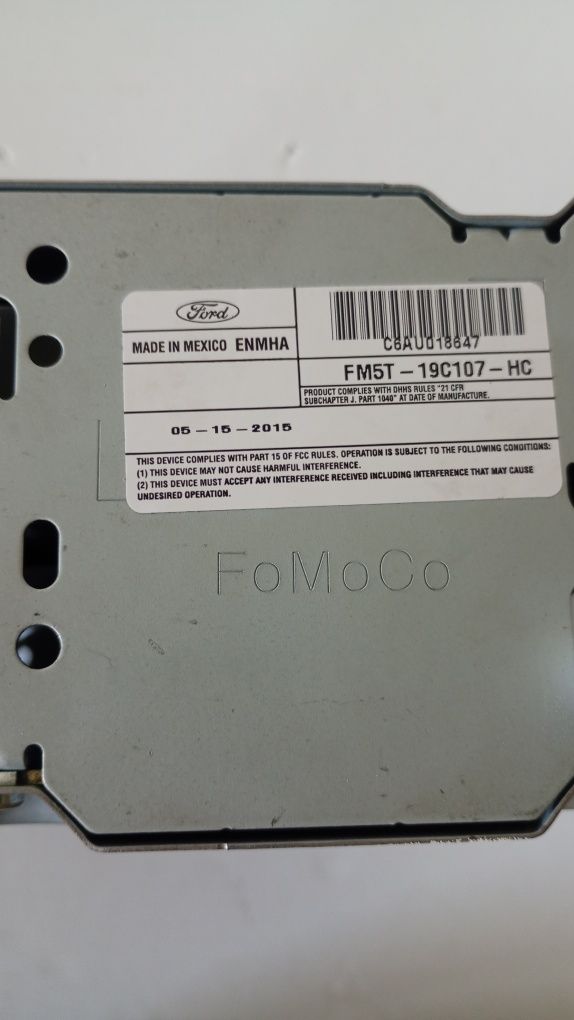 Ford
MADE IN MEXICO ENMHA
C6AU018647
FM5T-19C107-HC
PRODUCT COMPLIES WITH DHHS RULES "21 CFR
SUBCHAPTER J. PART 1040" AT DATE OF MANUFACTURE.
05-15-2015
THIS DEVICE COMPLIES WITH PART 15 OF FCC RULES. OPERATION IS SUBJECT TO THE FOLLOWING CONDITIONS:
(1) THIS DEVICE MAY NOT CAUSE HARMFUL INTERFERENCE.
(2) THIS DEVICE MUST ACCEPT ANY INTERFERENCE RECEIVED INCLUDING INTERFERENCE THAT MAY CAUSE
UNDESIRED OPERATION.
FoMoCo